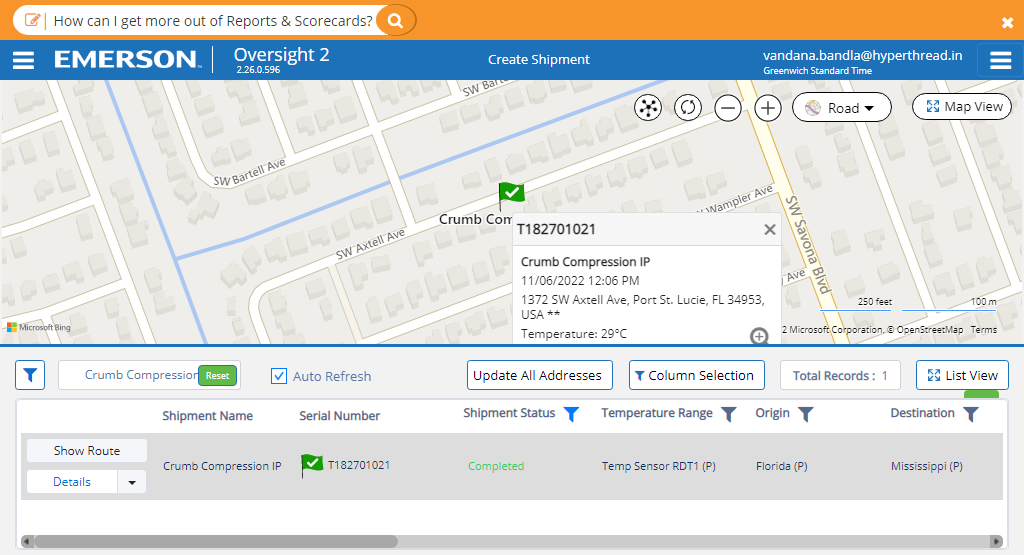 How can I get more out of Reports & Scorecards?
EMERSON
Oversight 2
2.26.0.596
Create Shipment
vandana.bandla@hyperthread.in
Greenwich Standard Time
SW Bartell Ave
SW Bartell Ave
SW Axtell Ave
SW Wampler Ave
SW Savona Blvd
Ave
Road
Map View
Crumb Com
T182701021
Crumb Compression IP
11/06/2022 12:06 PM
1372 SW Axtell Ave, Port St. Lucie, FL 34953,
USA **
Temperature: 29°C
250 feet
100 m
Microsoft Bing
2 Microsoft Corporation, © OpenStreetMap Terms
Crumb Compression
Reset
Auto Refresh
Update All Addresses
Column Selection
Total Records : 1
List View
Shipment Name
Serial Number
Shipment Status
Temperature Range
Origin
Destination
Show Route
Details
Crumb Compression IP
T182701021
Completed
Temp Sensor RDT1 (P)
Florida (P)
Mississippi (P)